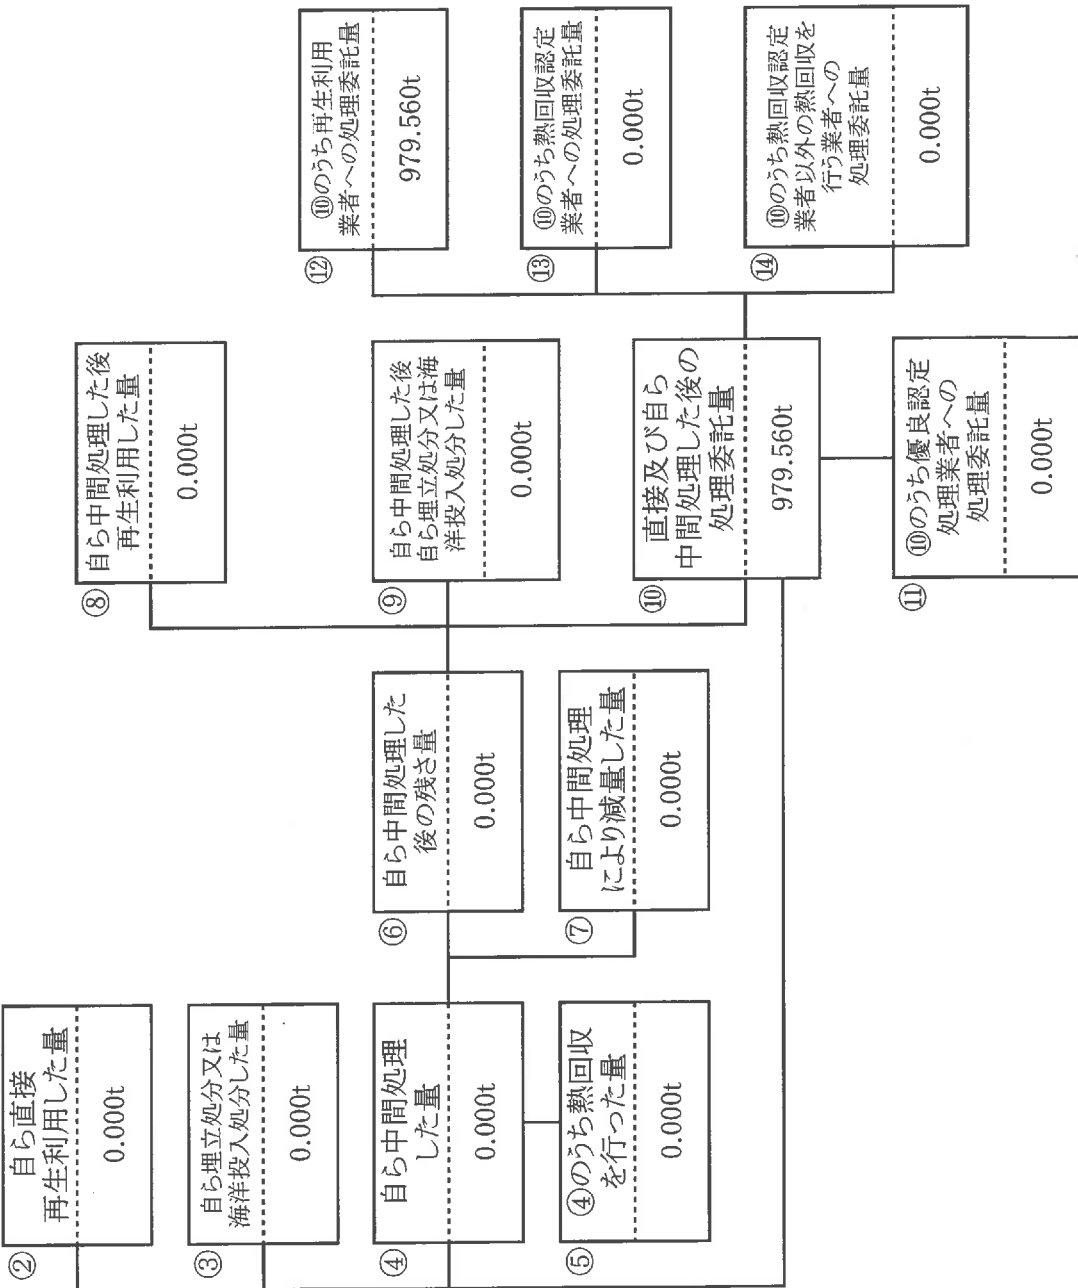 ②
自ら直接
再生利用した量
0.000t
③
自ら埋立処分又は
海洋投入処分した量
0.000t
④
自ら中間処理
した量
0.000t
⑤
④のうち熱回収
を行った量
0.000t
⑥
自ら中間処理した
後の残さ量
0.000t
⑦
自ら中間処理
により減量した量
0.000t
⑧
自ら中間処理した後
再生利用した量
0.000t
⑨
自ら中間処理した後
自ら埋立処分又は海
洋投入処分した量
0.000t
⑩
直接及び自ら
中間処理した後の
処理委託量
979.560t
⑪
⑩のうち優良認定
処理業者への
処理委託量
0.000t
⑫
⑩のうち再生利用
業者への処理委託量
979.560t
⑬
⑩のうち熱回収認定
業者への処理委託量
0.000t
⑭
⑩のうち熱回収認定
業者以外の熱回収を
行う業者への
処理委託量
0.000t